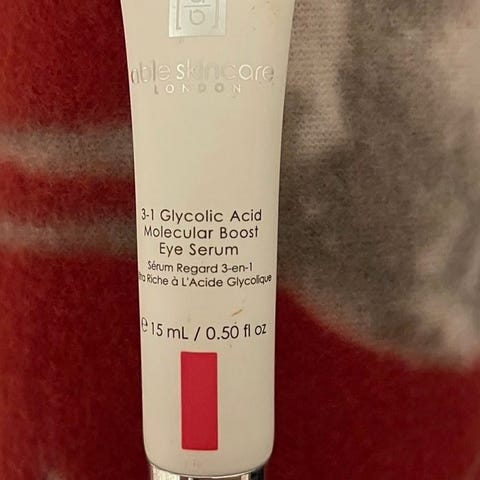 able skincare
LONDON
3-1 Glycolic Acid
Molecular Boost
Eye Serum
Sérum Regard 3-en-1
Riche à L'Acide Glycolique
e 15 mL / 0.50 fl oz